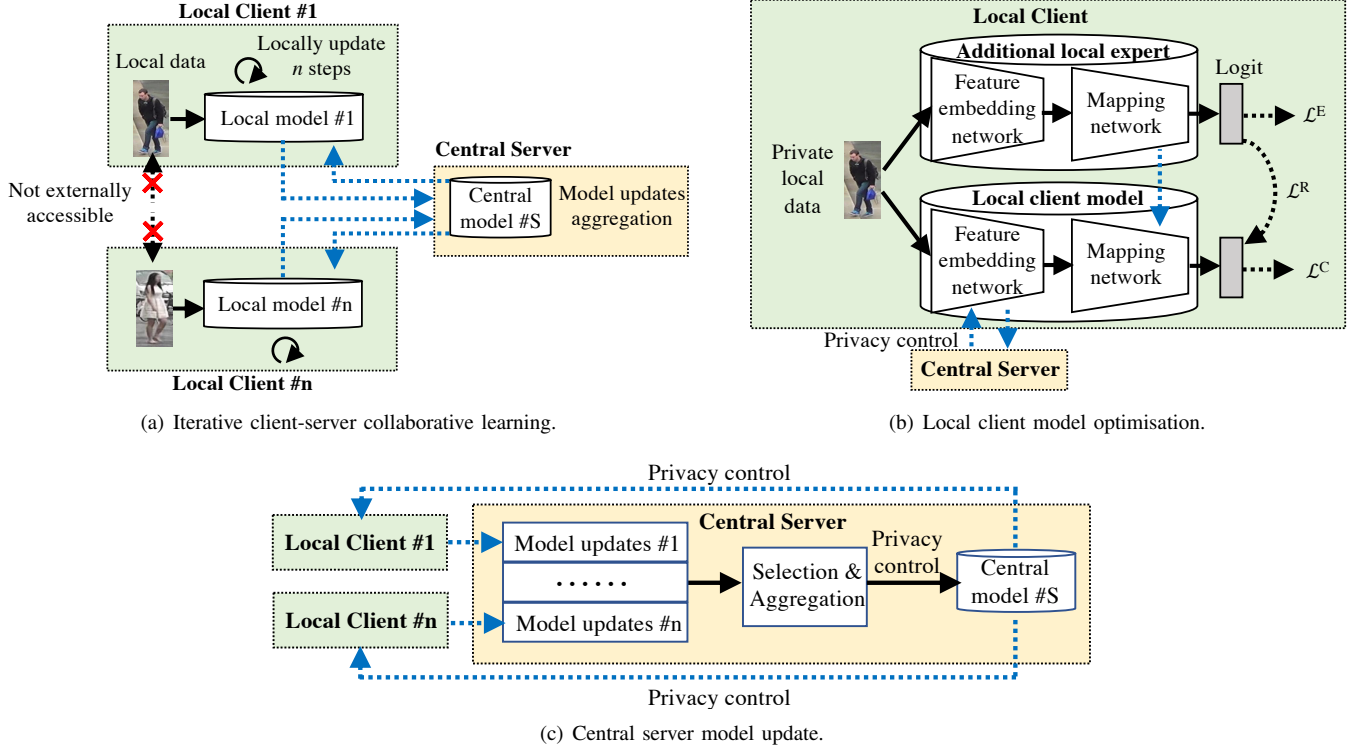 Local Client #1
Locally update
n steps
Local data
Local model #1
Not externally
accessible
Central Server
Central
model #S
Model updates
aggregation
Local model #n
Local Client #n
(a) Iterative client-server collaborative learning.
Local Client
Additional local expert
Feature
embedding
network
Mapping
network
Logit
ℒᴱ
Private
local
data
ℒᴿ
Local client model
Feature
embedding
network
Mapping
network
ℒᶜ
Privacy control
Central Server
(b) Local client model optimisation.
Privacy control
Central Server
Local Client #1
Model updates #1
······
Local Client #n
Model updates #n
Selection &
Aggregation
Privacy
control
Central
model #S
Privacy control
(c) Central server model update.